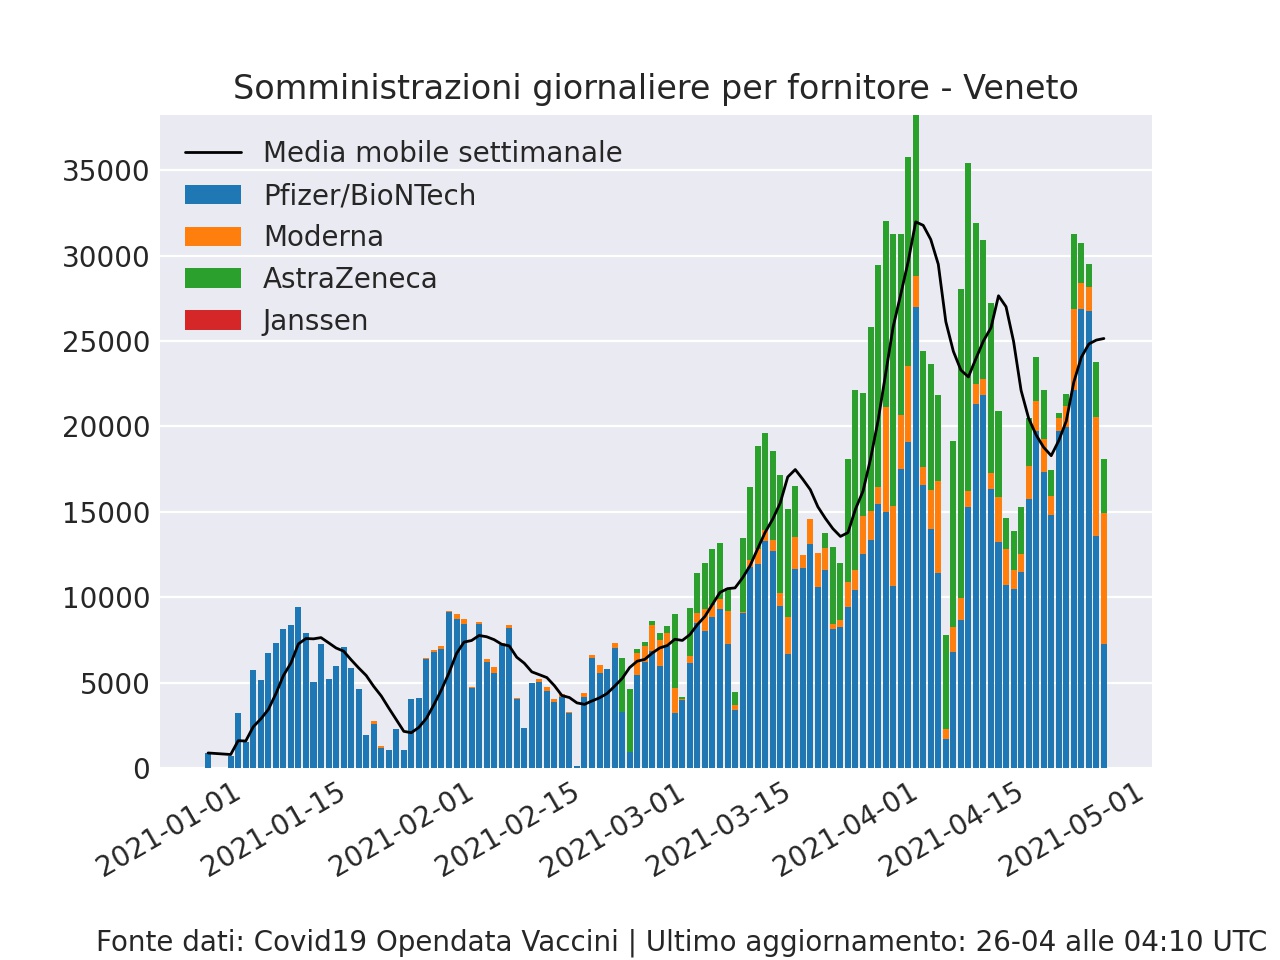 Somministrazioni giornaliere per fornitore - Veneto
Media mobile settimanale
Pfizer/BioNTech
Moderna
AstraZeneca
Janssen
35000
30000
25000
20000
15000
10000
5000
0
2021-01-01
2021-01-15
2021-02-01
2021-02-15
2021-03-01
2021-03-15
2021-04-01
2021-04-15
2021-05-01
Fonte dati: Covid19 Opendata Vaccini | Ultimo aggiornamento: 26-04 alle 04:10 UTC